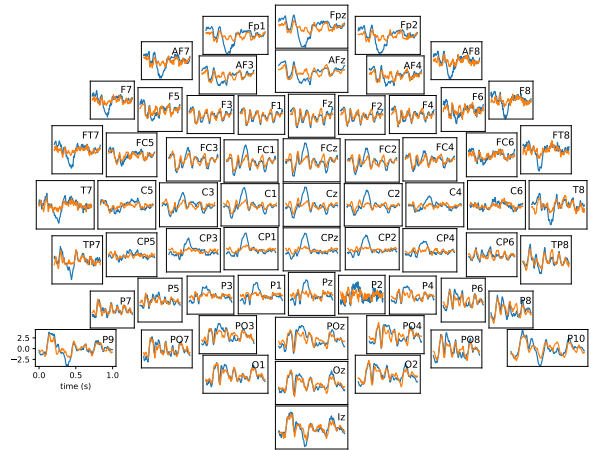 Fp1 Fpz Fp2
AF7 AF3 AFz AF4 AF8
F7 F5 F3 F1 Fz F2 F4 F6 F8
FT7 FC5 FC3 FC1 FCz FC2 FC4 FC6 FT8
T7 C5 C3 C1 Cz C2 C4 C6 T8
TP7 CP5 CP3 CP1 CPz CP2 CP4 CP6 TP8
P7 P5 P3 P1 Pz P2 P4 P6 P8
P9 PO7 PO3 POz PO4 PO8 P10
2.5
0.0
−2.5
0.0 1.0
time (s)
O1 Oz O2
Iz